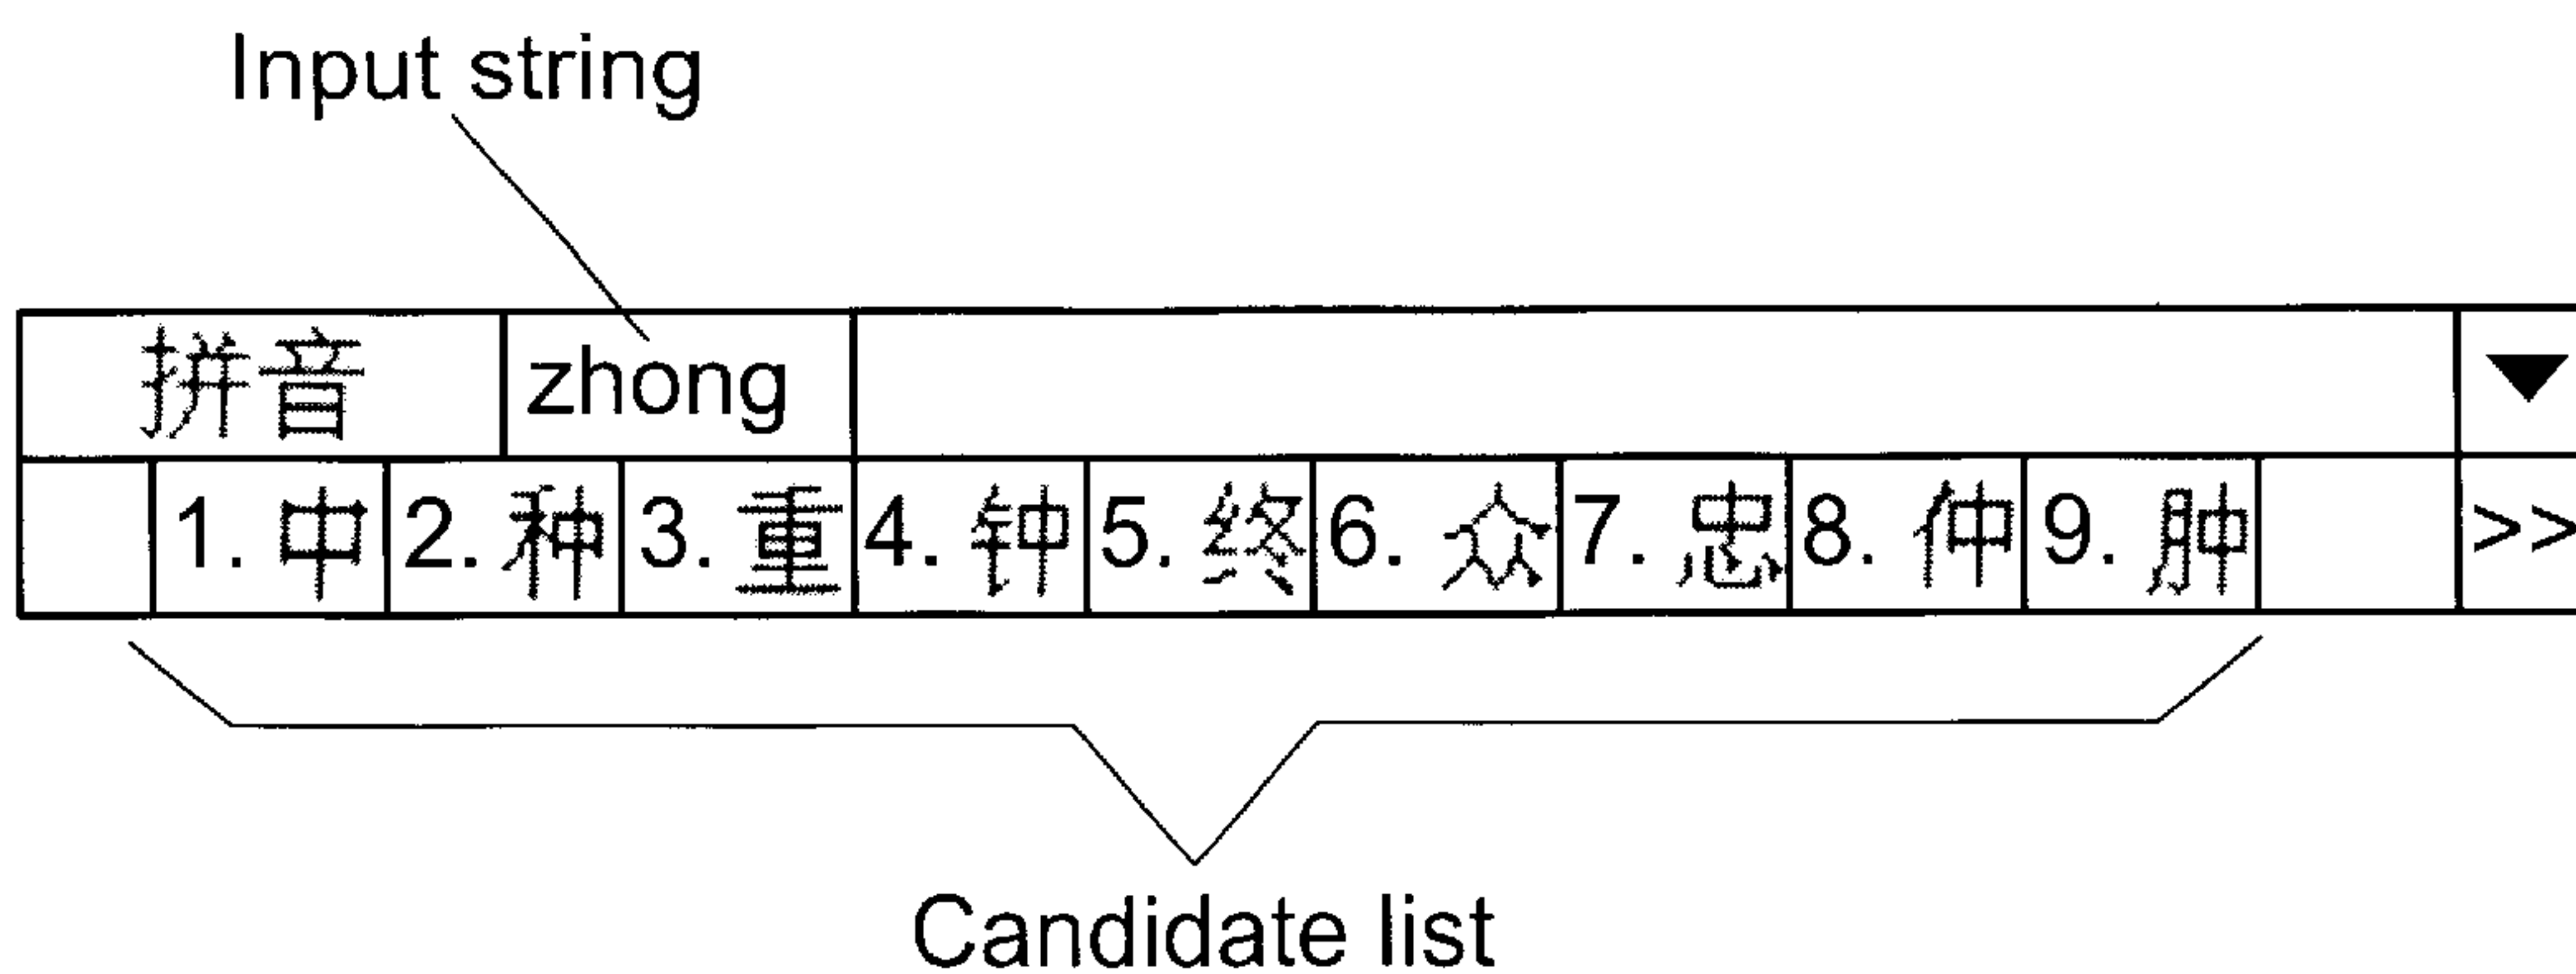 Input string
拼音 zhong ▼
1. 中 2. 种 3. 重 4. 钟 5. 终 6. 众 7. 忠 8. 仲 9. 肿 >>
Candidate list